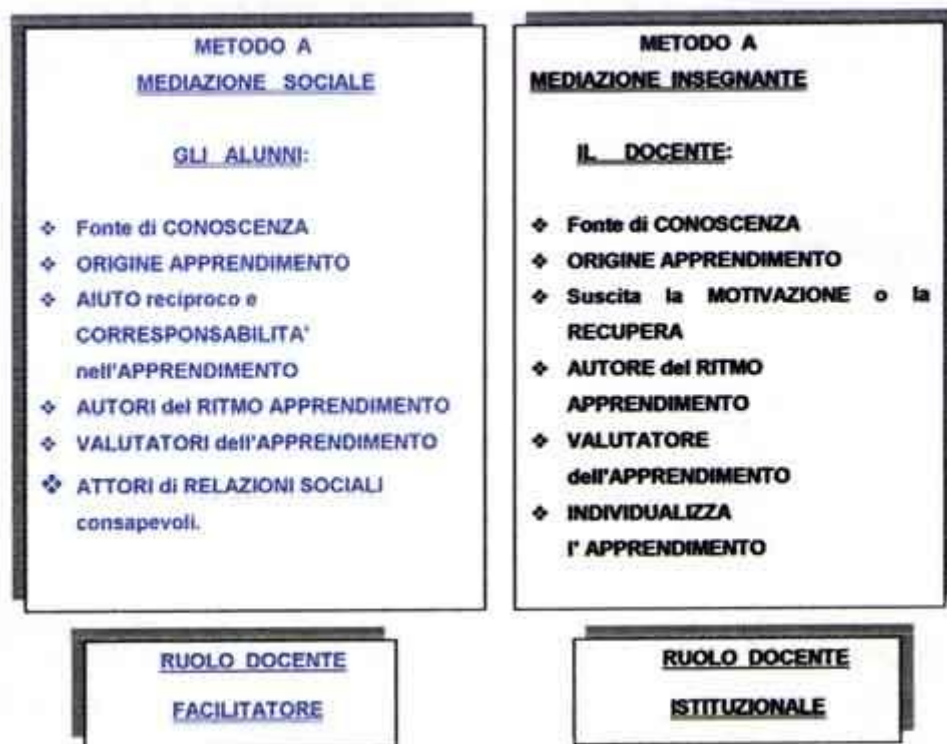 METODO A
MEDIAZIONE SOCIALE
GLI ALUNNI:
❖ Fonte di CONOSCENZA
❖ ORIGINE APPRENDIMENTO
❖ AIUTO reciproco e
CORRESPONSABILITA'
nell'APPRENDIMENTO
❖ AUTORI del RITMO APPRENDIMENTO
❖ VALUTATORI dell'APPRENDIMENTO
❖ ATTORI di RELAZIONI SOCIALI
consapevoli.
RUOLO DOCENTE
FACILITATORE
METODO A
MEDIAZIONE INSEGNANTE
IL DOCENTE:
❖ Fonte di CONOSCENZA
❖ ORIGINE APPRENDIMENTO
❖ Suscita la MOTIVAZIONE o la
RECUPERA
❖ AUTORE del RITMO
APPRENDIMENTO
❖ VALUTATORE
dell'APPRENDIMENTO
❖ INDIVIDUALIZZA
l' APPRENDIMENTO
RUOLO DOCENTE
ISTITUZIONALE